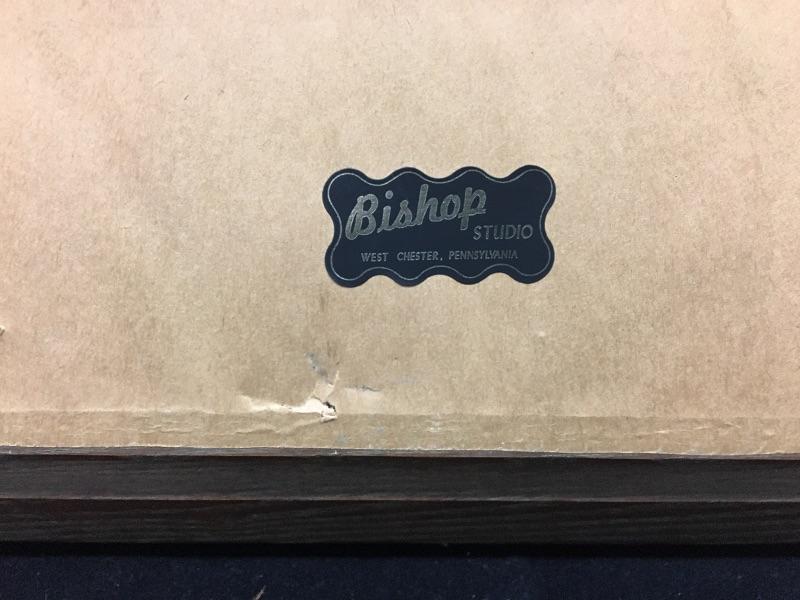 Bishop
STUDIO
WEST CHESTER, PENNSYLVANIA